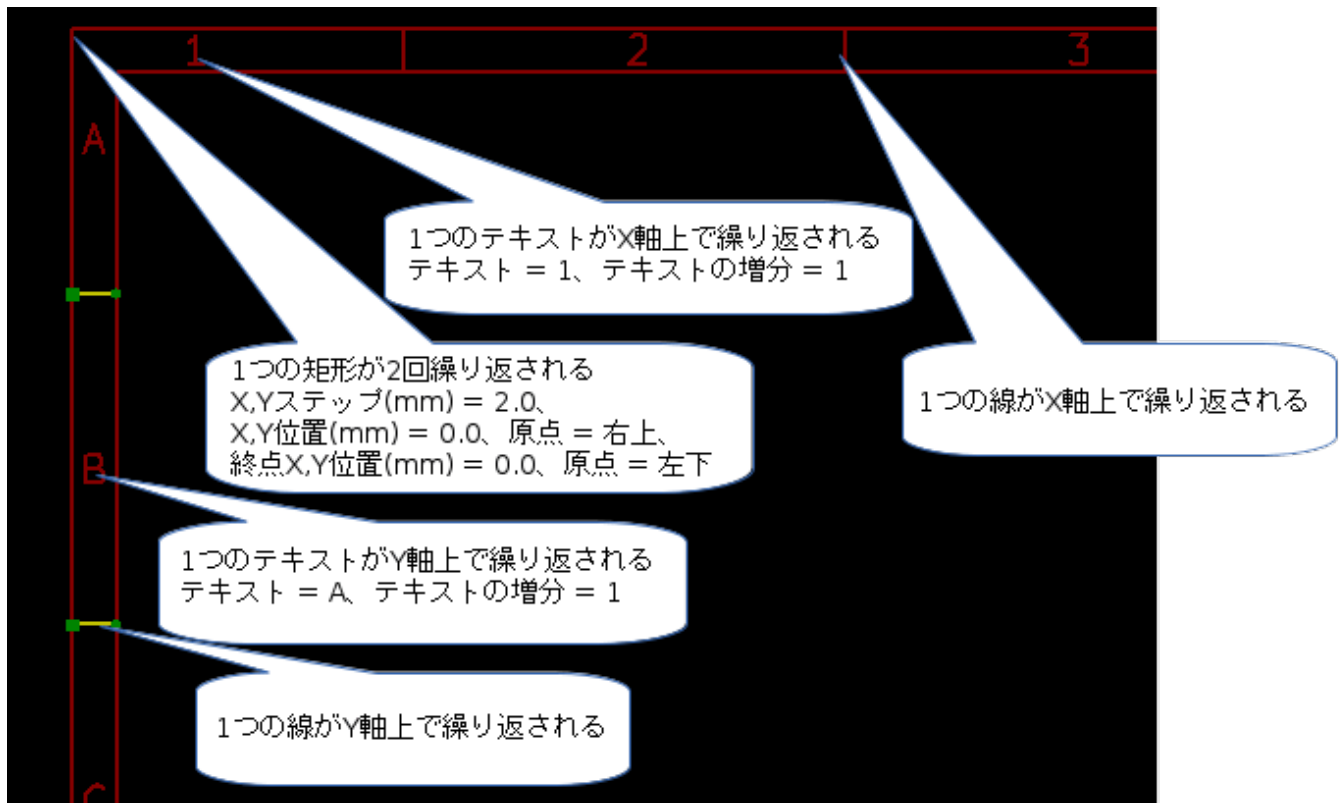 1
2
3
A
1つのテキストがX軸上で繰り返される
テキスト = 1、テキストの増分 = 1
1つの矩形が2回繰り返される
X,Yステップ(mm) = 2.0、
X,Y位置(mm) = 0.0、原点 = 右上、
終点X,Y位置(mm) = 0.0、原点 = 左下
1つの線がX軸上で繰り返される
B
1つのテキストがY軸上で繰り返される
テキスト = A、テキストの増分 = 1
1つの線がY軸上で繰り返される
C